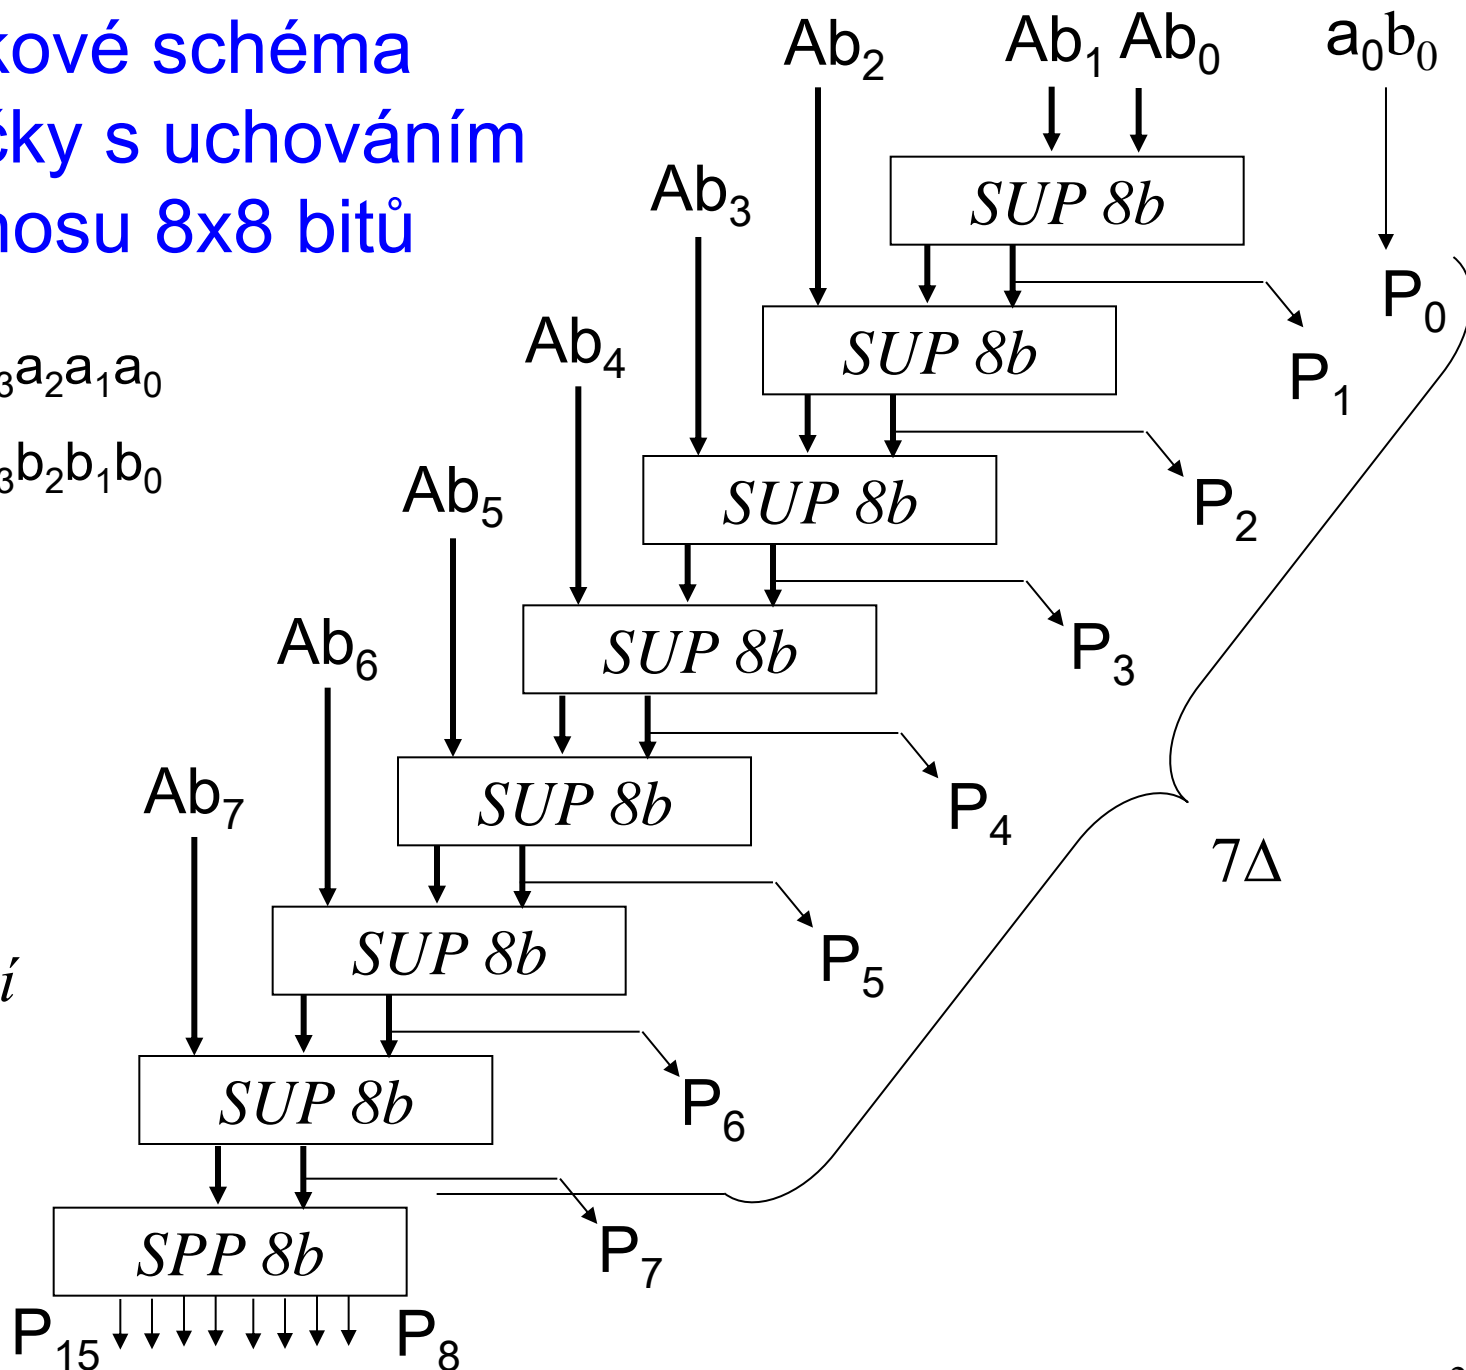 kové schéma
čky s uchováním
nosu 8x8 bitů
Ab₂ Ab₁ Ab₀ a₀b₀
Ab₃
SUP 8b
P₀
Ab₄
SUP 8b
P₁
₃a₂a₁a₀
₃b₂b₁b₀
Ab₅
SUP 8b
P₂
Ab₆
SUP 8b
P₃
Ab₇
SUP 8b
P₄
7Δ
SUP 8b
P₅
í
SUP 8b
P₆
SPP 8b
P₇
P₁₅ P₈